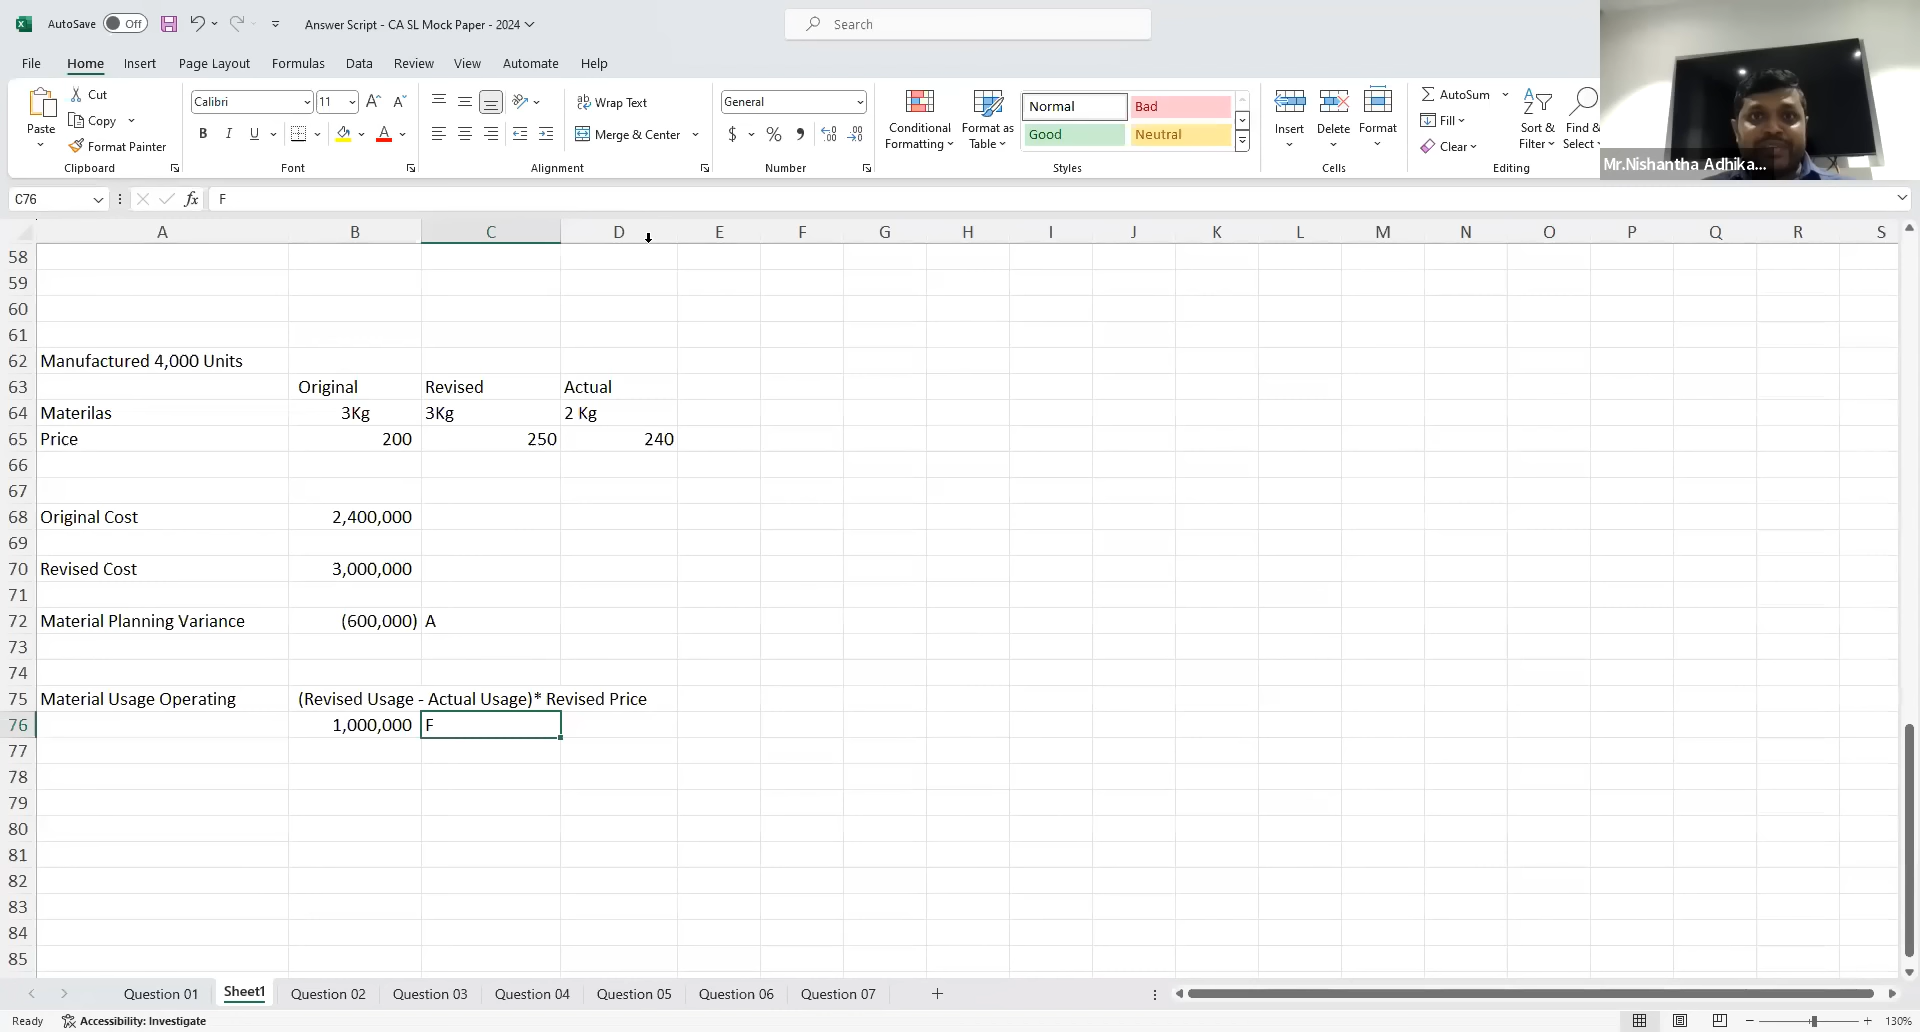 AutoSave Off Answer Script - CA SL Mock Paper - 2024 Search
File Home Insert Page Layout Formulas Data Review View Automate Help
Paste Cut Copy Format Painter
Clipboard
Calibri 11
B I U
Font
Wrap Text
Merge & Center
Alignment
General
$ % ,
Number
Conditional Formatting Format as Table
Normal Bad
Good Neutral
Styles
Insert Delete Format
Cells
AutoSum
Fill
Clear
Sort & Filter Find & Select
Editing
Mr.Nishantha Adhika...
C76 fx F
A B C D E F G H I J K L M N O P Q R S
58
59
60
61
62 Manufactured 4,000 Units
63 Original Revised Actual
64 Materilas 3Kg 3Kg 2 Kg
65 Price 200 250 240
66
67
68 Original Cost 2,400,000
69
70 Revised Cost 3,000,000
71
72 Material Planning Variance (600,000) A
73
74
75 Material Usage Operating (Revised Usage - Actual Usage)* Revised Price
76 1,000,000 F
77
78
79
80
81
82
83
84
85
Question 01 Sheet1 Question 02 Question 03 Question 04 Question 05 Question 06 Question 07
Ready Accessibility: Investigate 130%